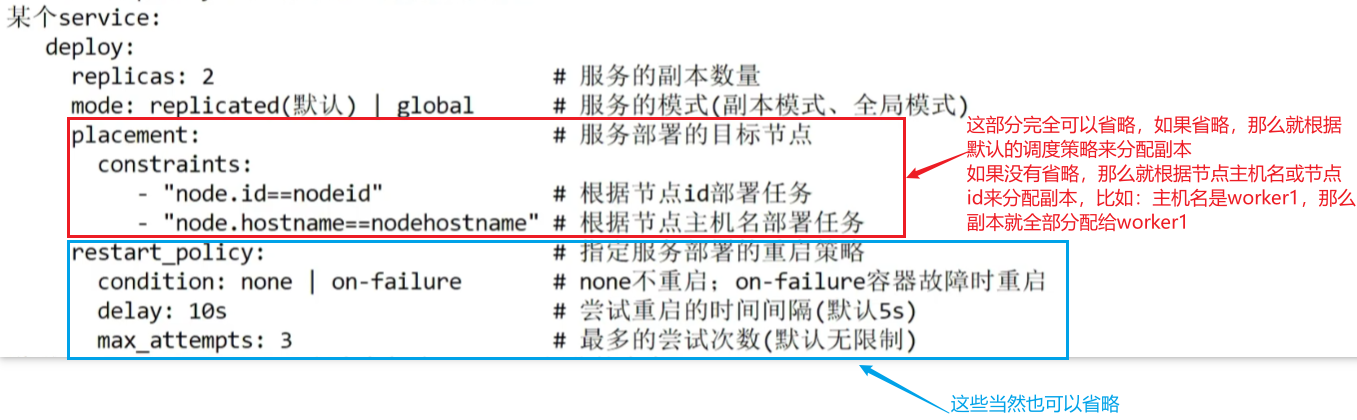 某个service:
deploy:
replicas: 2 # 服务的副本数量
mode: replicated(默认) | global # 服务的模式(副本模式、全局模式)
placement: # 服务部署的目标节点
constraints:
- "node.id==nodeid" # 根据节点id部署任务
- "node.hostname==nodehostname" # 根据节点主机名部署任务
restart_policy: # 指定服务部署的重启策略
condition: none | on-failure # none不重启；on-failure容器故障时重启
delay: 10s # 尝试重启的时间间隔(默认5s)
max_attempts: 3 # 最多的尝试次数(默认无限制)
这部分完全可以省略，如果省略，那么就根据
默认的调度策略来分配副本
如果没有省略，那么就根据节点主机名或节点
id来分配副本，比如：主机名是worker1，那么
副本就全部分配给worker1
这些当然也可以省略